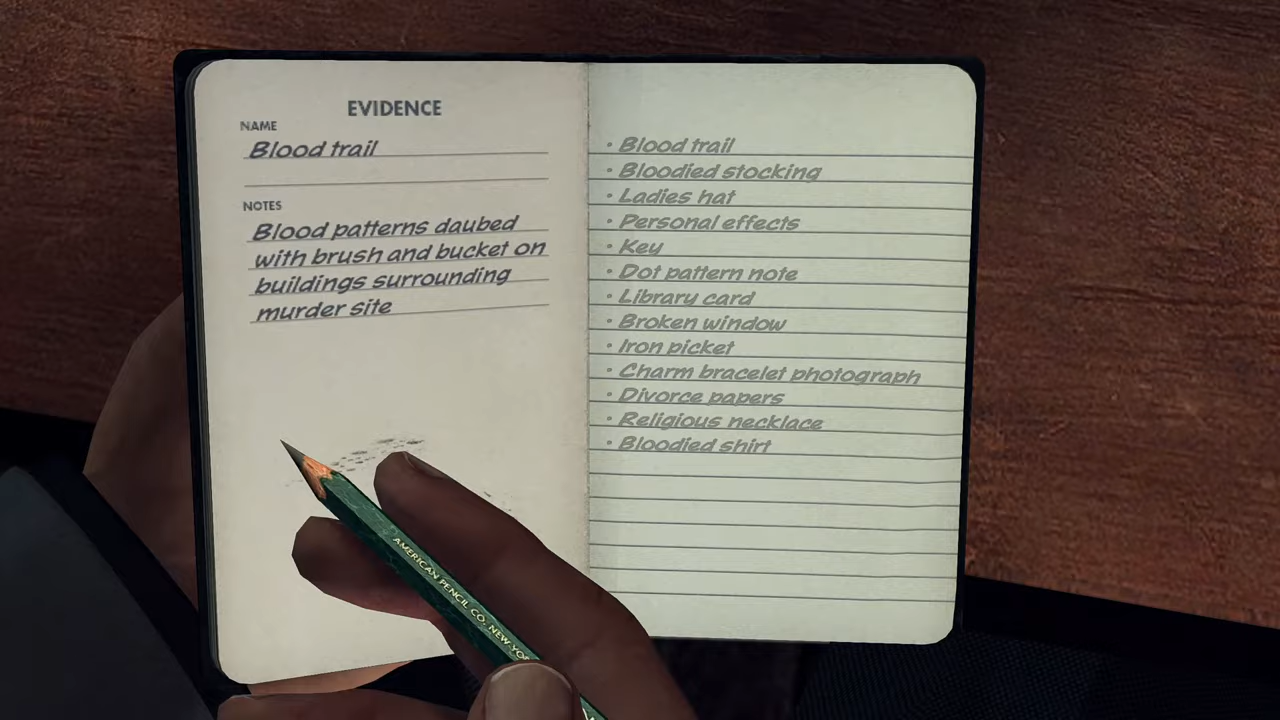 EVIDENCE
NAME
Blood trail
NOTES
Blood patterns daubed
with brush and bucket on
buildings surrounding
murder site
• Blood trail
• Bloodied stocking
• Ladies hat
• Personal effects
• Key
• Dot pattern note
• Library card
• Broken window
• Iron picket
• Charm bracelet photograph
• Divorce papers
• Religious necklace
• Bloodied shirt
AMERICAN PENCIL CO. NEW YO